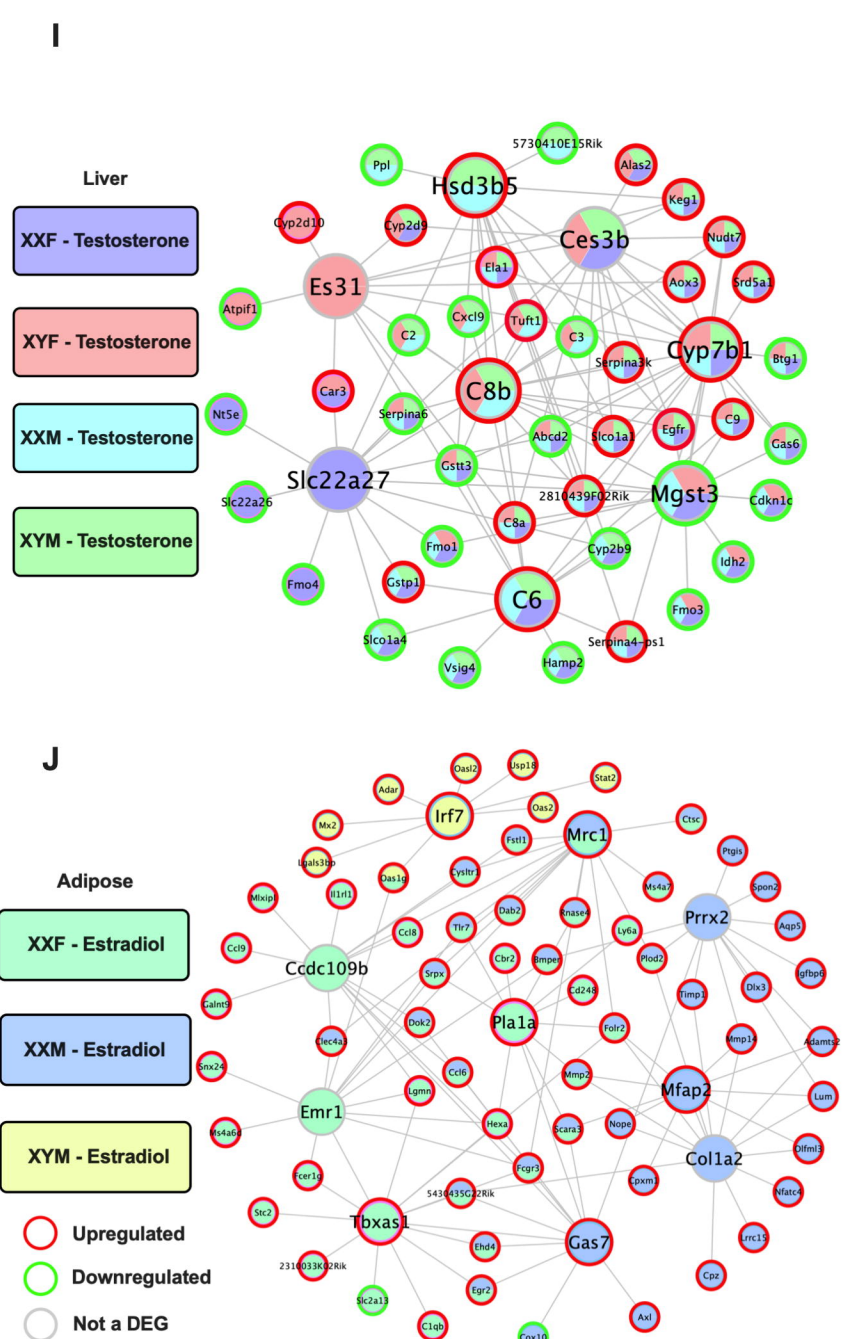 I
Liver
XXF - Testosterone
XYF - Testosterone
XXM - Testosterone
XYM - Testosterone
5730410E15Rik
Ppl
Alas2
Hsd3b5
Keg1
Cyp2d10
Cyp2d9
Ces3b
Nudt7
Ela1
Es31
Aox3
Srd5a1
Atpif1
Cxcl9
Tuft1
C2
C3
Cyp7b1
Serpina3k
Btg1
Car3
C8b
Nt5e
Serpina6
Abcd2
Slco1a1
Egfr
C9
Gas6
Gstt3
Slc22a27
2810439F02Rik
Mgst3
Slc22a26
Cdkn1c
C8a
Fmo1
Cyp2b9
Idh2
Fmo4
Gstp1
C6
Fmo3
Slco1a4
Serpina4-ps1
Vsig4
Hamp2
J
Adipose
XXF - Estradiol
XXM - Estradiol
XYM - Estradiol
Upregulated
Downregulated
Not a DEG
Oasl2
Usp18
Stat2
Adar
Oas2
Irf7
Mx2
Ctsc
Mrc1
Fstl1
Lgals3bp
Ptgis
Cysltr1
Oas1g
Ms4a7
Spon2
Il1rl1
Mlxipl
Dab2
Rnase4
Prrx2
Aqp5
Tlr7
Ccl8
Ly6a
Ccl9
Cbr2
Bmper
Plod2
Ccdc109b
Srpx
Igfbp6
Cd248
Timp1
Dlx3
Galnt9
Dok2
Pla1a
Folr2
Clec4a3
Mmp14
Adamts2
Snx24
Ccl6
Mmp2
Lgmn
Mfap2
Lum
Emr1
Hexa
Scara3
Nope
Ms4a6d
Dlfml3
Col1a2
Fcer1g
Fcgr3
Cpxm1
5430435G22Rik
Nfatc4
Stc2
Tbxas1
Lrrc15
Ehd4
Gas7
2310033K02Rik
Cpz
Egr2
Slc2a13
Axl
C1qb
Cox10